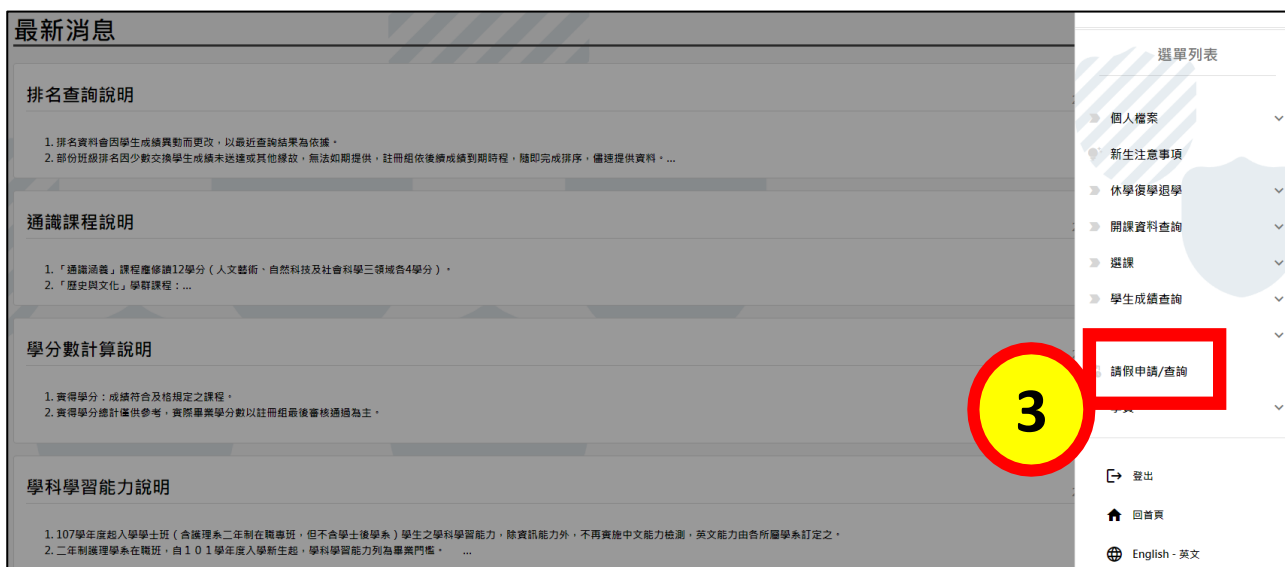 最新消息
排名查詢說明
1. 排名資料會因學生成績異動而更改，以最近查詢結果為依據。
2. 部份班級排名因少數交換學生成績未送達或其他緣故，無法如期提供，註冊組依後續成績到期時程，隨即完成排序，儘速提供資料。...
通識課程說明
1. 「通識涵養」課程應修讀12學分（人文藝術、自然科技及社會科學三領域各4學分）。
2. 「歷史與文化」學群課程：...
學分數計算說明
1. 實得學分：成績符合及格規定之課程。
2. 實得學分總計僅供參考，實際畢業學分數以註冊組最後審核通過為主。
學科學習能力說明
1. 107學年度起入學學士班（含護理系二年制在職專班，但不含學士後學系）學生之學科學習能力，除資訊能力外，不再實施中文能力檢測，英文能力由各所屬學系訂定之。
2. 二年制護理學系在職班，自１０１學年度入學新生起，學科學習能力列為畢業門檻。 ...
選單列表
個人檔案
新生注意事項
休學復學退學
開課資料查詢
選課
學生成績查詢
請假申請/查詢
3
登出
回首頁
English - 英文